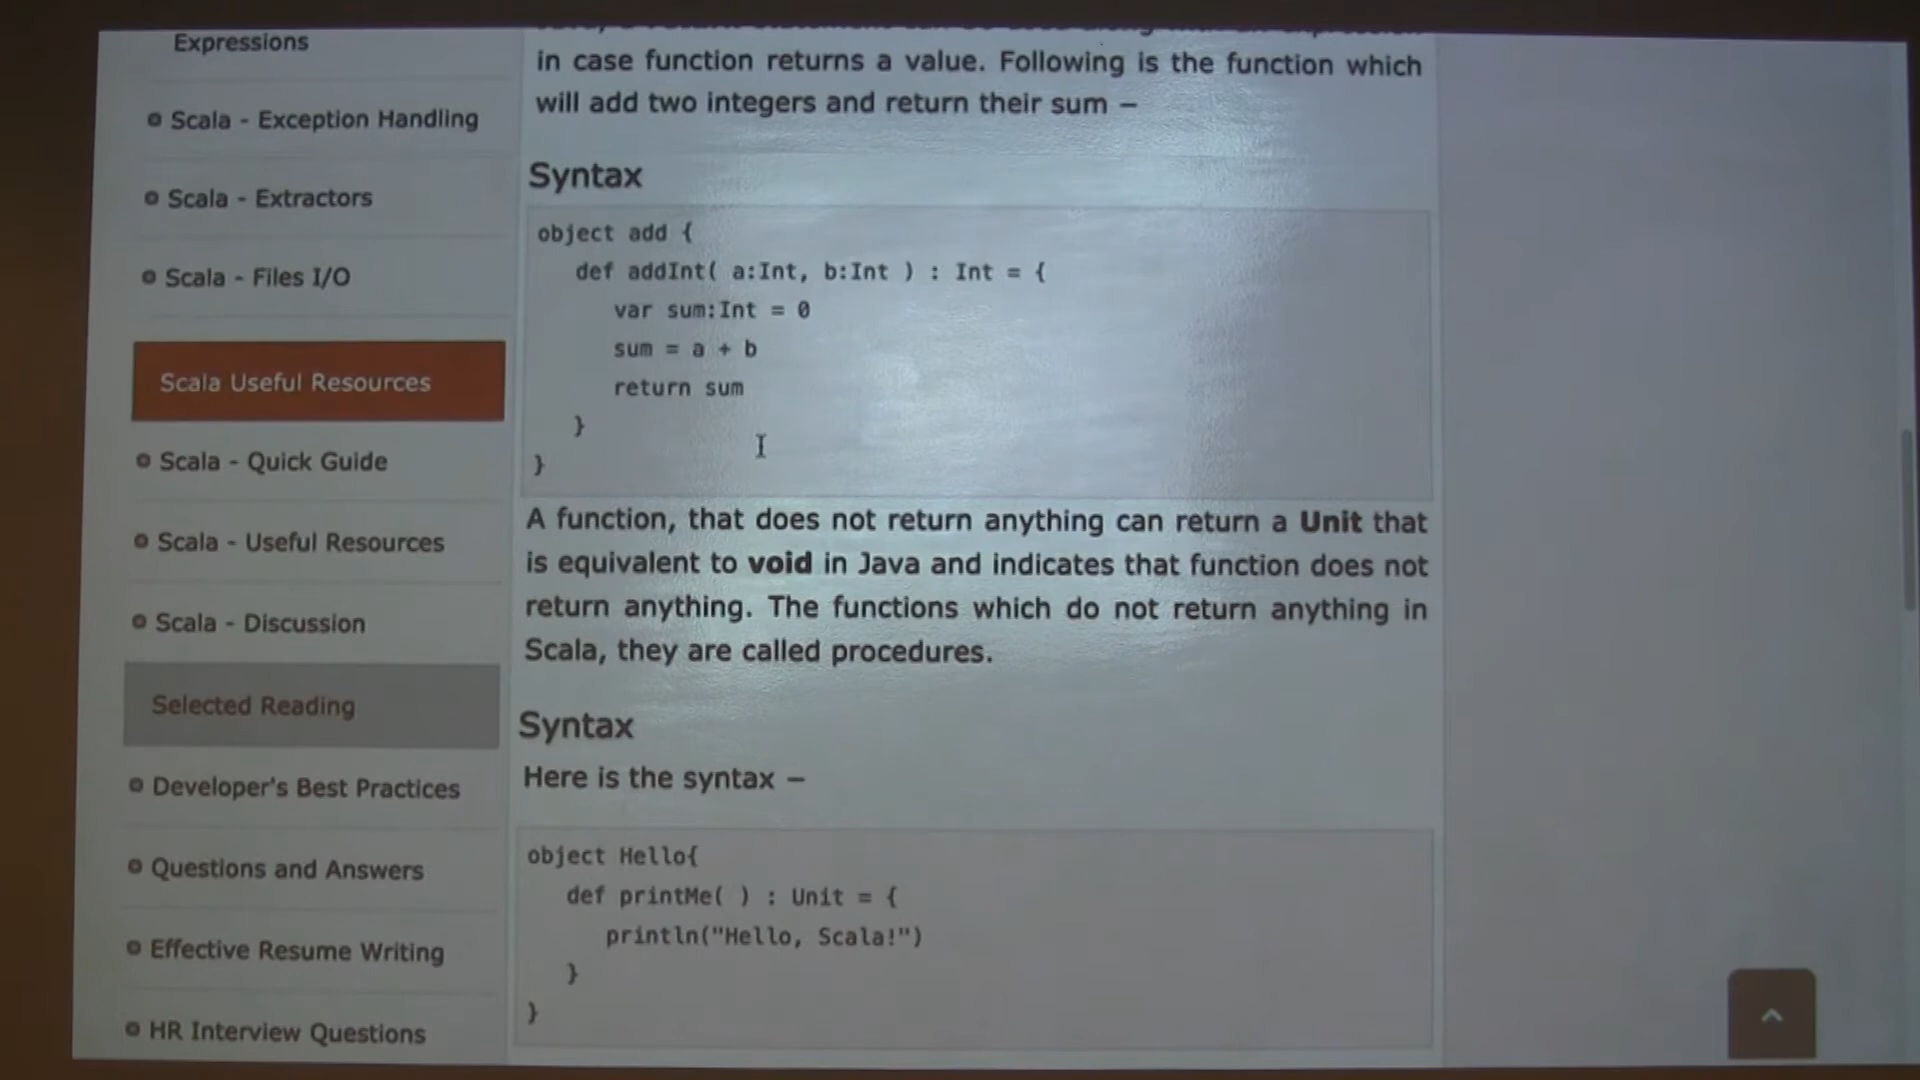 Expressions
Scala - Exception Handling
Scala - Extractors
Scala - Files I/O
Scala Useful Resources
Scala - Quick Guide
Scala - Useful Resources
Scala - Discussion
Selected Reading
Developer's Best Practices
Questions and Answers
Effective Resume Writing
HR Interview Questions
in case function returns a value. Following is the function which
will add two integers and return their sum –
Syntax
object add {
   def addInt( a:Int, b:Int ) : Int = {
      var sum:Int = 0
      sum = a + b
      return sum
   }
}
A function, that does not return anything can return a Unit that
is equivalent to void in Java and indicates that function does not
return anything. The functions which do not return anything in
Scala, they are called procedures.
Syntax
Here is the syntax –
object Hello{
   def printMe( ) : Unit = {
      println("Hello, Scala!")
   }
}